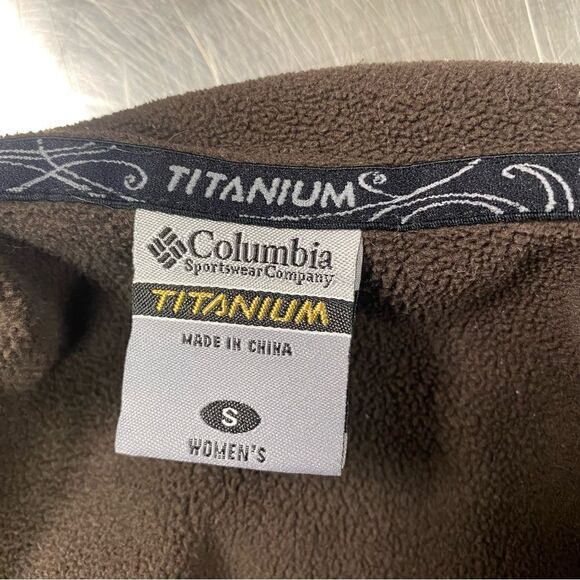 TITANIUM
Columbia
Sportswear Company
TITANIUM
MADE IN CHINA
S
WOMEN'S